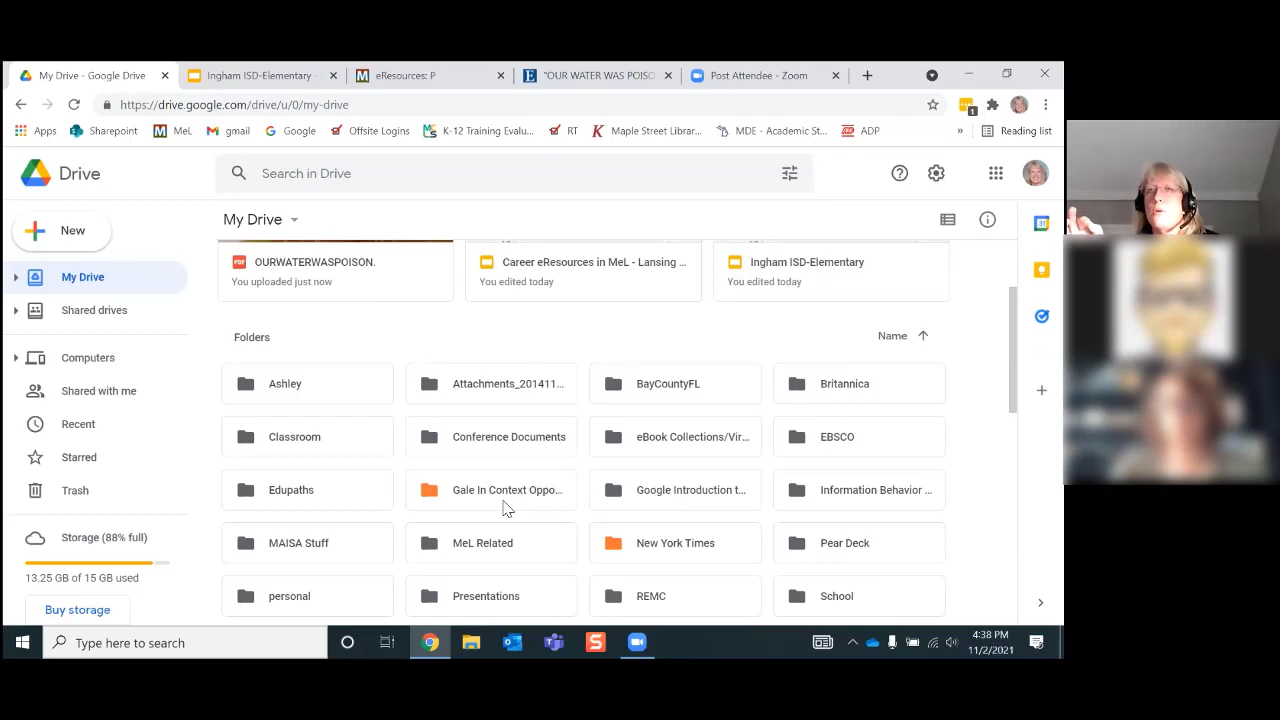 My Drive - Google Drive
Ingham ISD-Elementary -
eResources: P
"OUR WATER WAS POISO
Post Attendee - Zoom
https://drive.google.com/drive/u/0/my-drive
1
Apps
Sharepoint
MeL
gmail
Google
Offsite Logins
K-12 Training Evalu...
RT
Maple Street Library...
MDE - Academic St...
ADP
»
Reading list
Drive
Search in Drive
New
My Drive
My Drive
Shared drives
Computers
Shared with me
Recent
Starred
Trash
Storage (88% full)
13.25 GB of 15 GB used
Buy storage
PDF
OURWATERWASPOISON.
You uploaded just now
Career eResources in MeL - Lansing ...
You edited today
Ingham ISD-Elementary
You edited today
Folders
Name
Ashley
Attachments_201411...
BayCountyFL
Britannica
Classroom
Conference Documents
eBook Collections/Vir...
EBSCO
Edupaths
Gale In Context Oppo...
Google Introduction t...
Information Behavior ...
MAISA Stuff
MeL Related
New York Times
Pear Deck
personal
Presentations
REMC
School
31
Type here to search
4:38 PM
11/2/2021